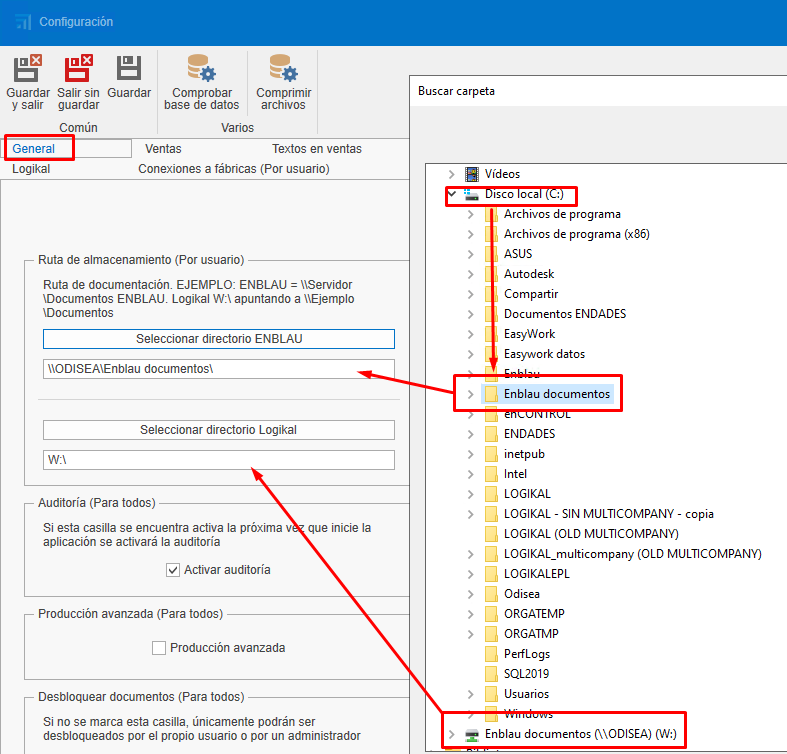 Configuración
Guardar
y salir
Salir sin
guardar
Guardar
Comprobar
base de datos
Comprimir
archivos
Común
Varios
General
Ventas
Textos en ventas
Logikal
Conexiones a fábricas (Por usuario)
Ruta de almacenamiento (Por usuario)
Ruta de documentación. EJEMPLO: ENBLAU = \\Servidor
\Documentos ENBLAU. Logikal W:\ apuntando a \\Ejemplo
\Documentos
Seleccionar directorio ENBLAU
\\ODISEA\Enblau documentos\
Seleccionar directorio Logikal
W:\
Auditoría (Para todos)
Si esta casilla se encuentra activa la próxima vez que inicie la
aplicación se activará la auditoría
Activar auditoría
Producción avanzada (Para todos)
Producción avanzada
Desbloquear documentos (Para todos)
Si no se marca esta casilla, únicamente podrán ser
desbloqueados por el propio usuario o por un administrador
Buscar carpeta
Vídeos
Disco local (C:)
Archivos de programa
Archivos de programa (x86)
ASUS
Autodesk
Compartir
Documentos ENDADES
EasyWork
Easywork datos
Enblau
Enblau documentos
enCONTROL
ENDADES
inetpub
Intel
LOGIKAL
LOGIKAL - SIN MULTICOMPANY - copia
LOGIKAL (OLD MULTICOMPANY)
LOGIKAL_multicompany (OLD MULTICOMPANY)
LOGIKALEPL
Odisea
ORGATEMP
ORGATMP
PerfLogs
SQL2019
Usuarios
Windows
Enblau documentos (\\ODISEA) (W:)